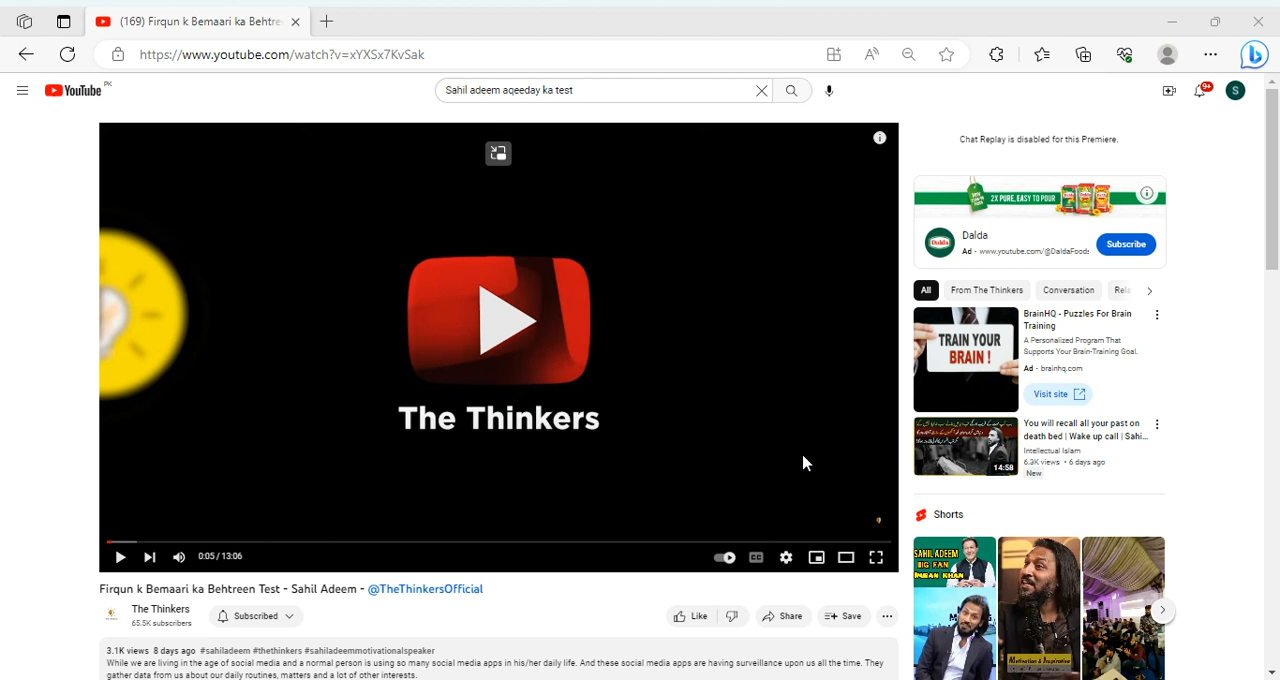 (169) Firqun k Bemaari ka Behtre
https://www.youtube.com/watch?v=xYXSx7KvSak
YouTube PK
Sahil adeem aqeeday ka test
9+
S
Chat Replay is disabled for this Premiere.
2X PURE, EASY TO POUR
Dalda
Dalda
Ad · www.youtube.com/@DaldaFoods
Subscribe
All
From The Thinkers
Conversation
Rela
TRAIN YOUR
BRAIN !
BrainHQ - Puzzles For Brain
Training
A Personalized Program That
Supports Your Brain-Training Goal.
Ad · brainhq.com
Visit site
You will recall all your past on
death bed | Wake up call | Sahi...
Intellectual Islam
6.3K views • 6 days ago
New
14:58
Shorts
SAHIL ADEEM
BIG FAN
IMRAN KHAN
Motivation & Inspiration
The Thinkers
0:05 / 13:06
CC
Firqun k Bemaari ka Behtreen Test - Sahil Adeem - @TheThinkersOfficial
The Thinkers
65.5K subscribers
Subscribed
Like
Share
Save
3.1K views 8 days ago #sahiladeem #thethinkers #sahiladeemmotivationalspeaker
While we are living in the age of social media and a normal person using so many social media apps in his/her daily life. And these social media apps are having surveillance upon us all the time. They
gather data from us about our daily routines, matters and even our interests.